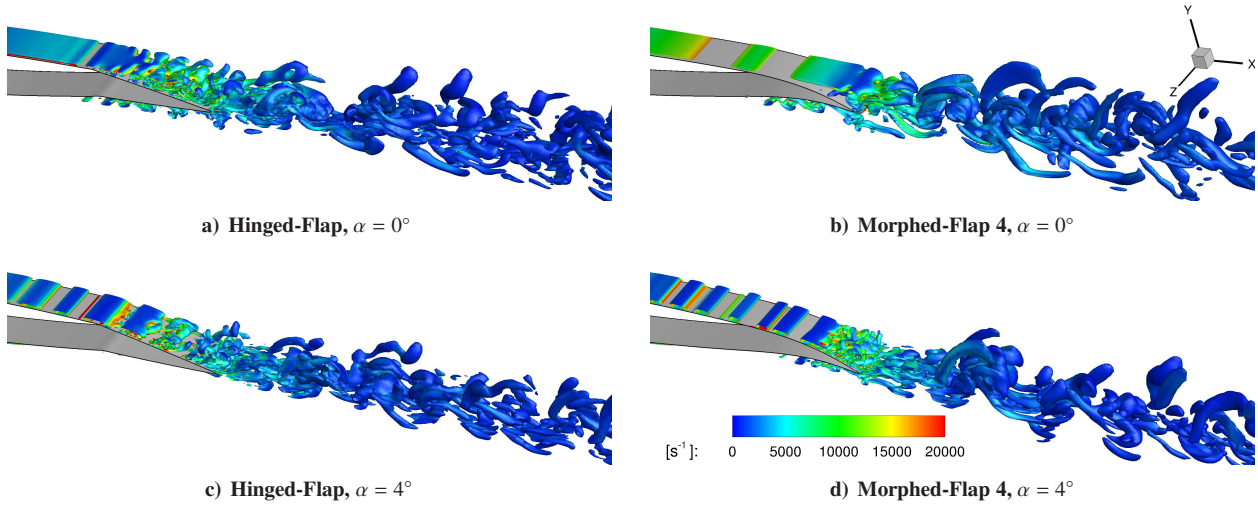 Y
X
Z
a) Hinged-Flap, α = 0°
b) Morphed-Flap 4, α = 0°
[s⁻¹]:
0 5000 10000 15000 20000
c) Hinged-Flap, α = 4°
d) Morphed-Flap 4, α = 4°